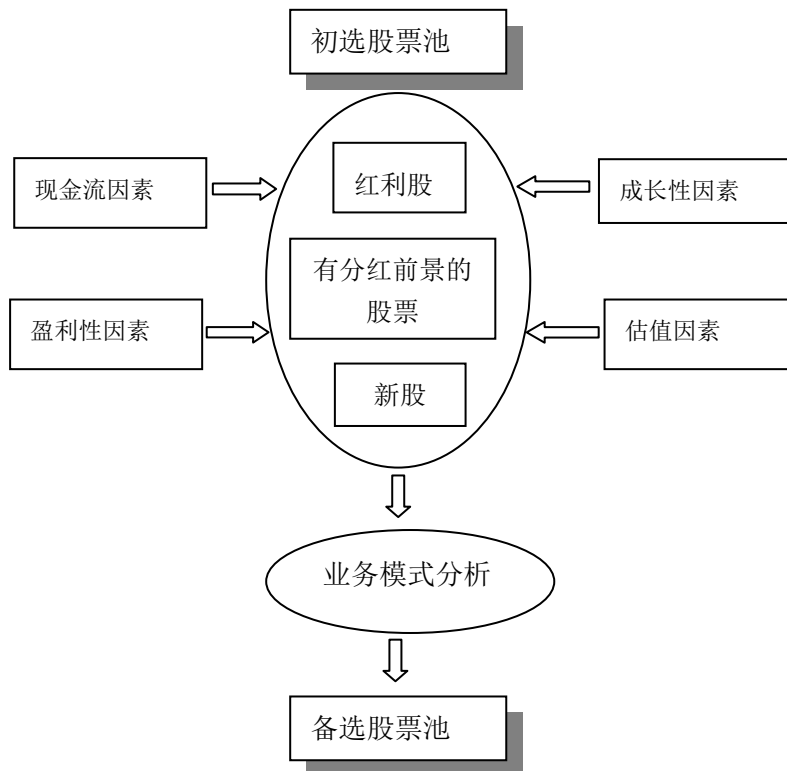 初选股票池
现金流因素
红利股
成长性因素
有分红前景的
股票
盈利性因素
估值因素
新股
业务模式分析
备选股票池